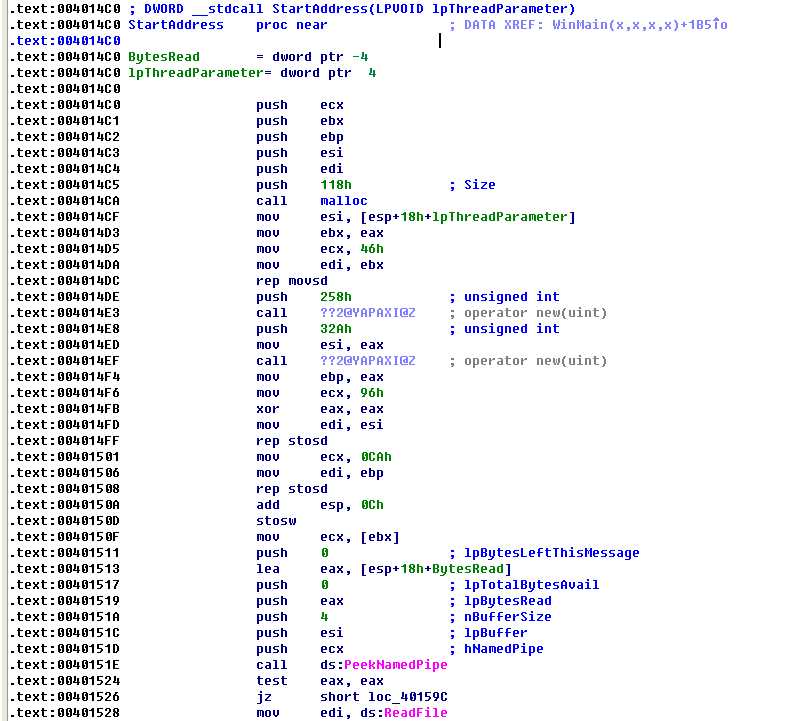 .text:004014C0 ; DWORD __stdcall StartAddress(LPVOID lpThreadParameter)
.text:004014C0 StartAddress    proc near               ; DATA XREF: WinMain(x,x,x,x)+1B5↑o
.text:004014C0
.text:004014C0 BytesRead       = dword ptr -4
.text:004014C0 lpThreadParameter= dword ptr  4
.text:004014C0
.text:004014C0                 push    ecx
.text:004014C1                 push    ebx
.text:004014C2                 push    ebp
.text:004014C3                 push    esi
.text:004014C4                 push    edi
.text:004014C5                 push    118h            ; Size
.text:004014CA                 call    malloc
.text:004014CF                 mov     esi, [esp+18h+lpThreadParameter]
.text:004014D3                 mov     ebx, eax
.text:004014D5                 mov     ecx, 46h
.text:004014DA                 mov     edi, ebx
.text:004014DC                 rep movsd
.text:004014DE                 push    258h            ; unsigned int
.text:004014E3                 call    ??2@YAPAXI@Z    ; operator new(uint)
.text:004014E8                 push    32Ah            ; unsigned int
.text:004014ED                 mov     esi, eax
.text:004014EF                 call    ??2@YAPAXI@Z    ; operator new(uint)
.text:004014F4                 mov     ebp, eax
.text:004014F6                 mov     ecx, 96h
.text:004014FB                 xor     eax, eax
.text:004014FD                 mov     edi, esi
.text:004014FF                 rep stosd
.text:00401501                 mov     ecx, 0CAh
.text:00401506                 mov     edi, ebp
.text:00401508                 rep stosd
.text:0040150A                 add     esp, 0Ch
.text:0040150D                 stosw
.text:0040150F                 mov     ecx, [ebx]
.text:00401511                 push    0               ; lpBytesLeftThisMessage
.text:00401513                 lea     eax, [esp+18h+BytesRead]
.text:00401517                 push    0               ; lpTotalBytesAvail
.text:00401519                 push    eax             ; lpBytesRead
.text:0040151A                 push    4               ; nBufferSize
.text:0040151C                 push    esi             ; lpBuffer
.text:0040151D                 push    ecx             ; hNamedPipe
.text:0040151E                 call    ds:PeekNamedPipe
.text:00401524                 test    eax, eax
.text:00401526                 jz      short loc_40159C
.text:00401528                 mov     edi, ds:ReadFile